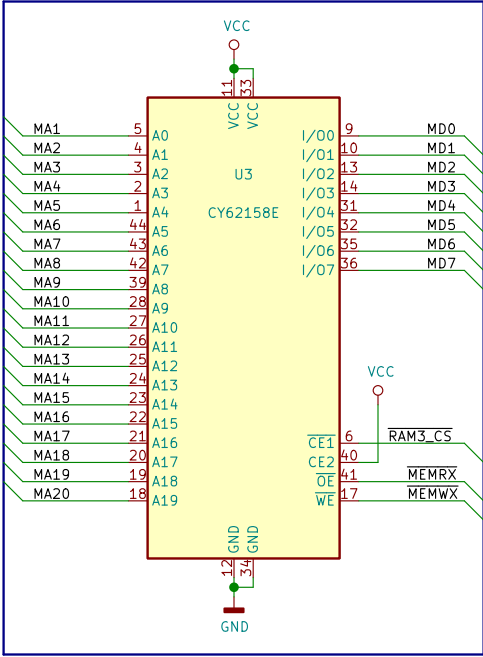 VCC
11 33
VCC VCC
MA1 5 A0 I/O0 9 MD0
MA2 4 A1 I/O1 10 MD1
MA3 3 A2 U3 I/O2 13 MD2
MA4 2 A3 I/O3 14 MD3
MA5 1 A4 CY62158E I/O4 31 MD4
MA6 44 A5 I/O5 32 MD5
MA7 43 A6 I/O6 35 MD6
MA8 42 A7 I/O7 36 MD7
MA9 39 A8
MA10 28 A9
MA11 27 A10
MA12 26 A11
MA13 25 A12
VCC
MA14 24 A13
MA15 23 A14
MA16 22 A15
MA17 21 A16 CE1 6 RAM3_CS
MA18 20 A17 CE2 40
MA19 19 A18 OE 41 MEMRX
MA20 18 A19 WE 17 MEMWX
GND GND
12 34
GND